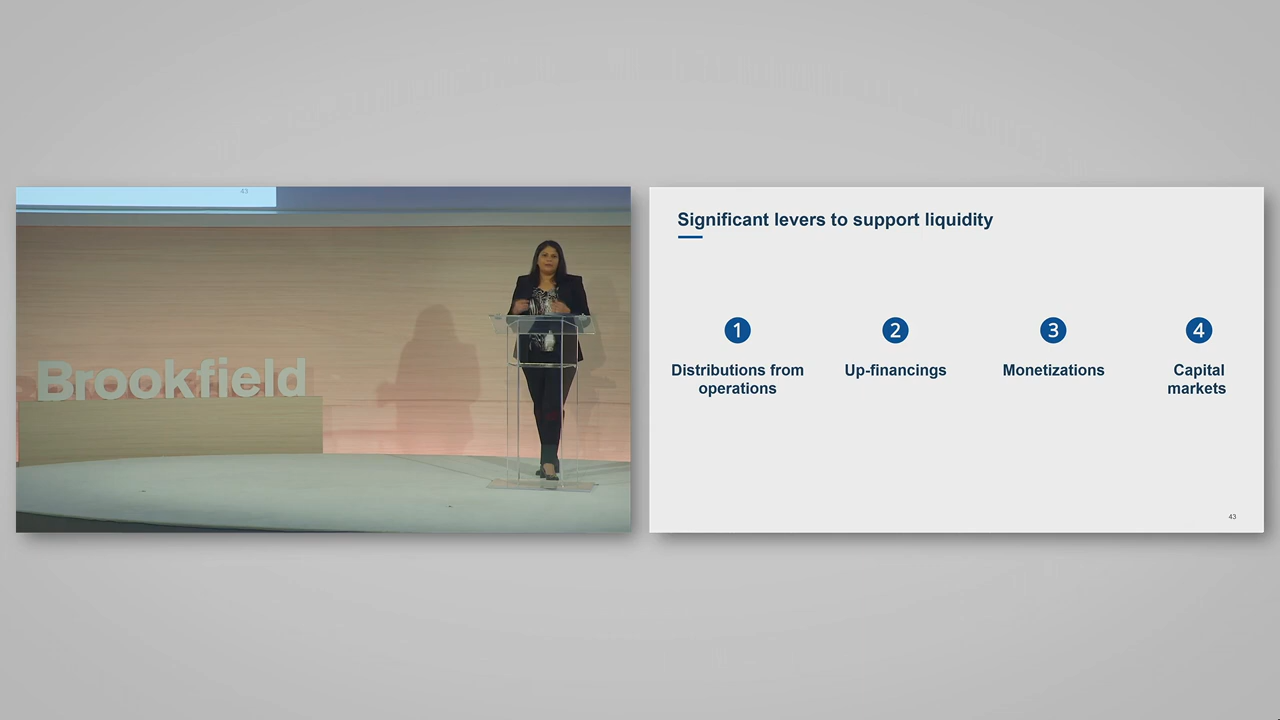 43
Brookfield
Significant levers to support liquidity
1
Distributions from
operations
2
Up-financings
3
Monetizations
4
Capital
markets
43